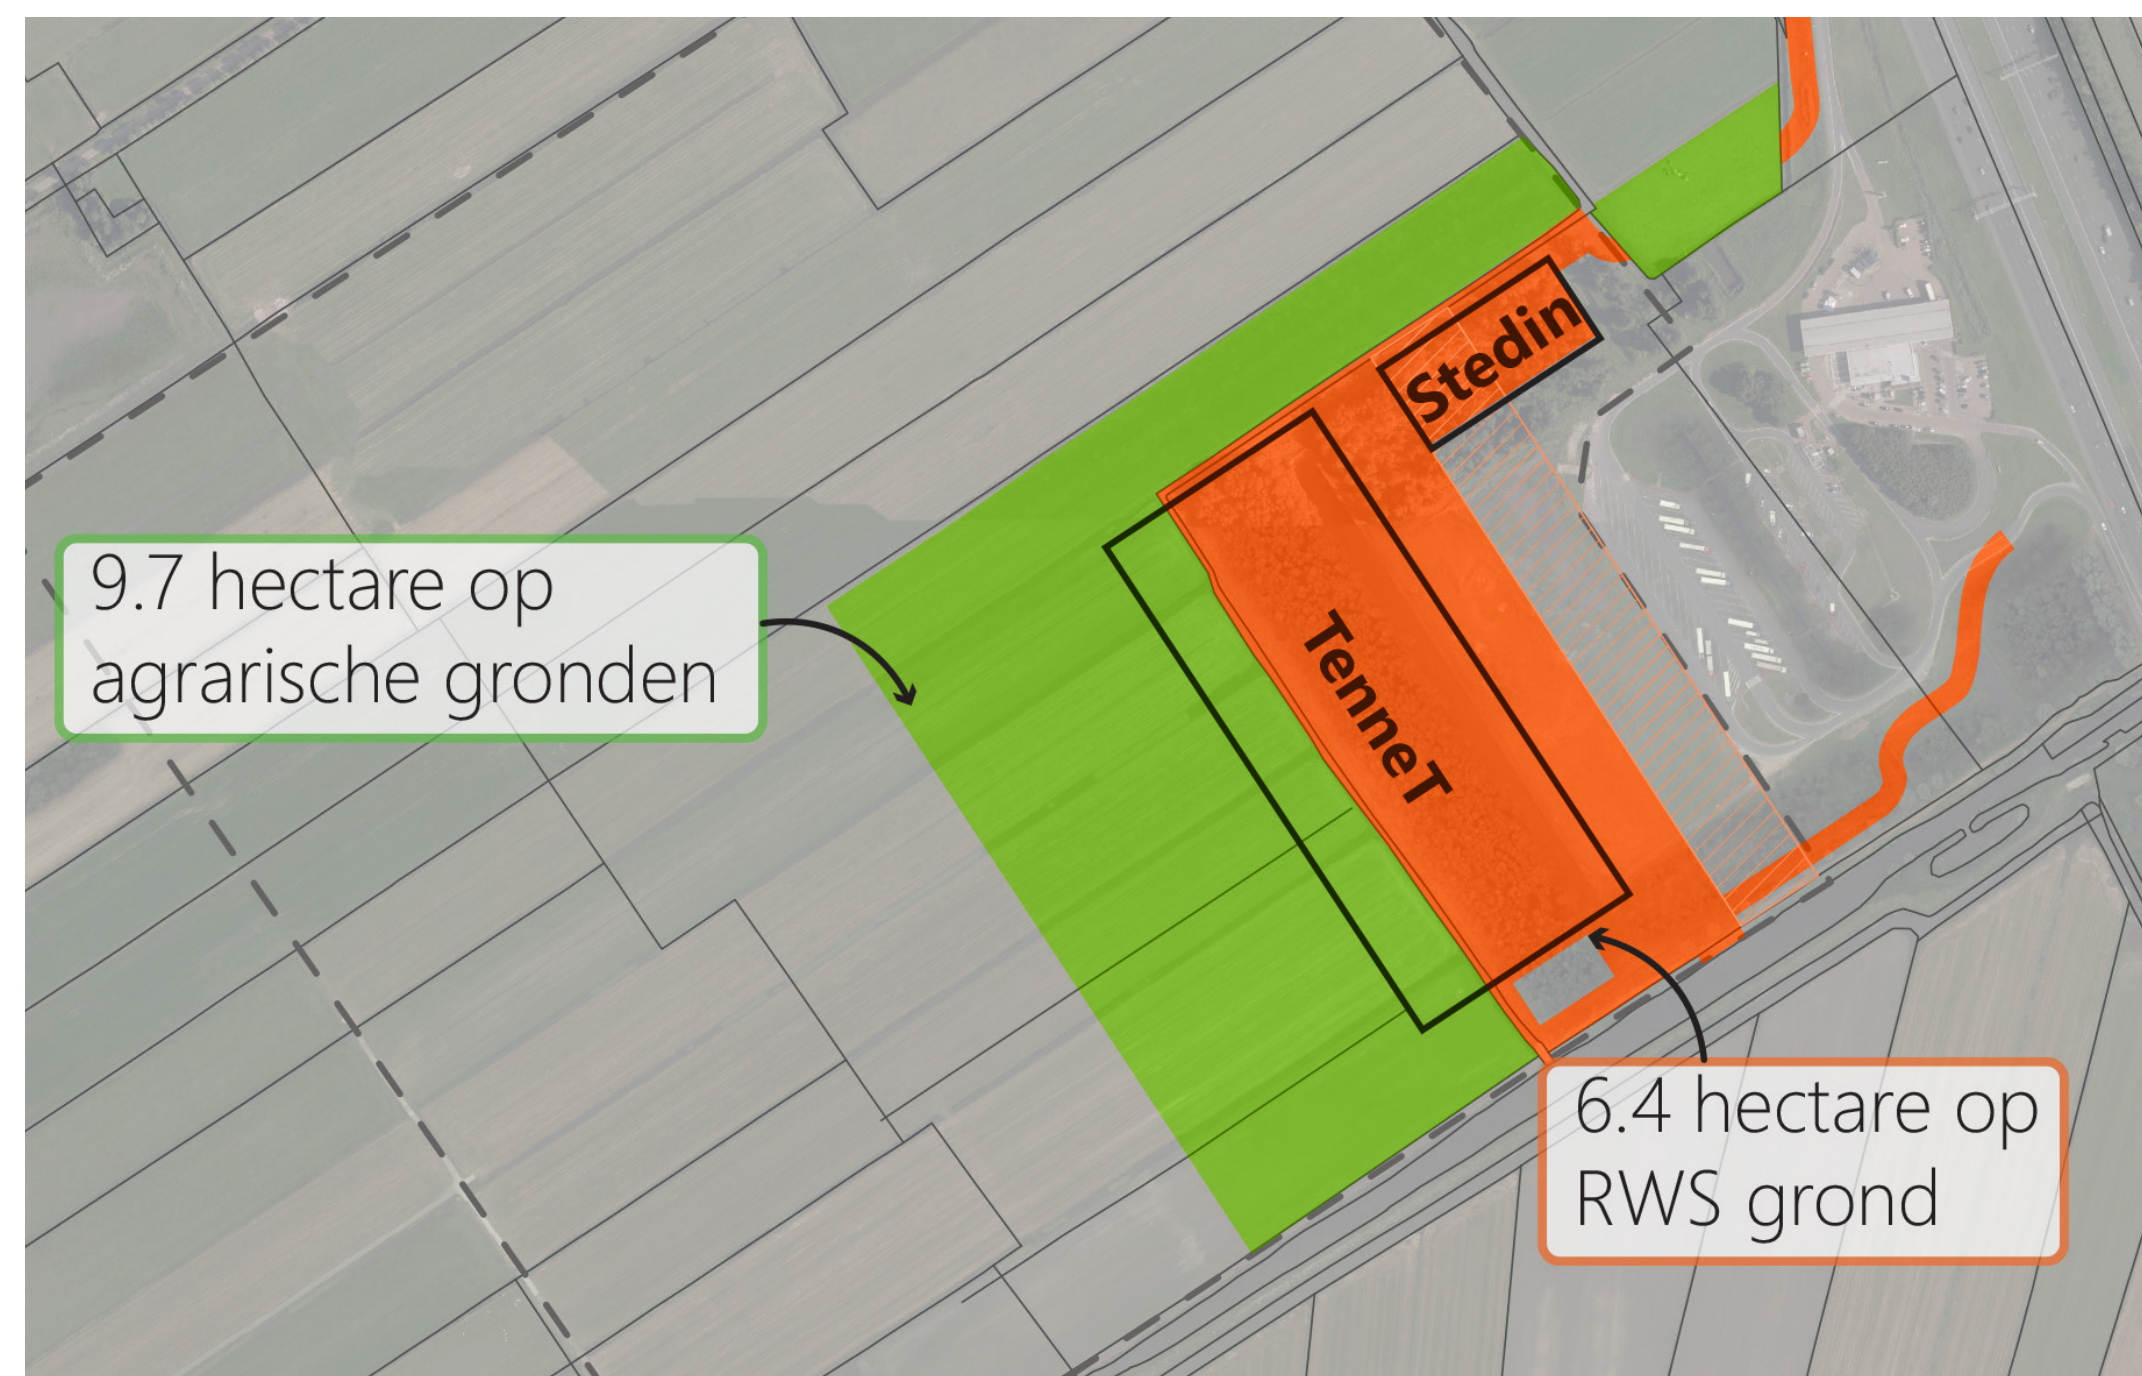 Stedin
9.7 hectare op
agrarische gronden
TenneT
6.4 hectare op
RWS grond